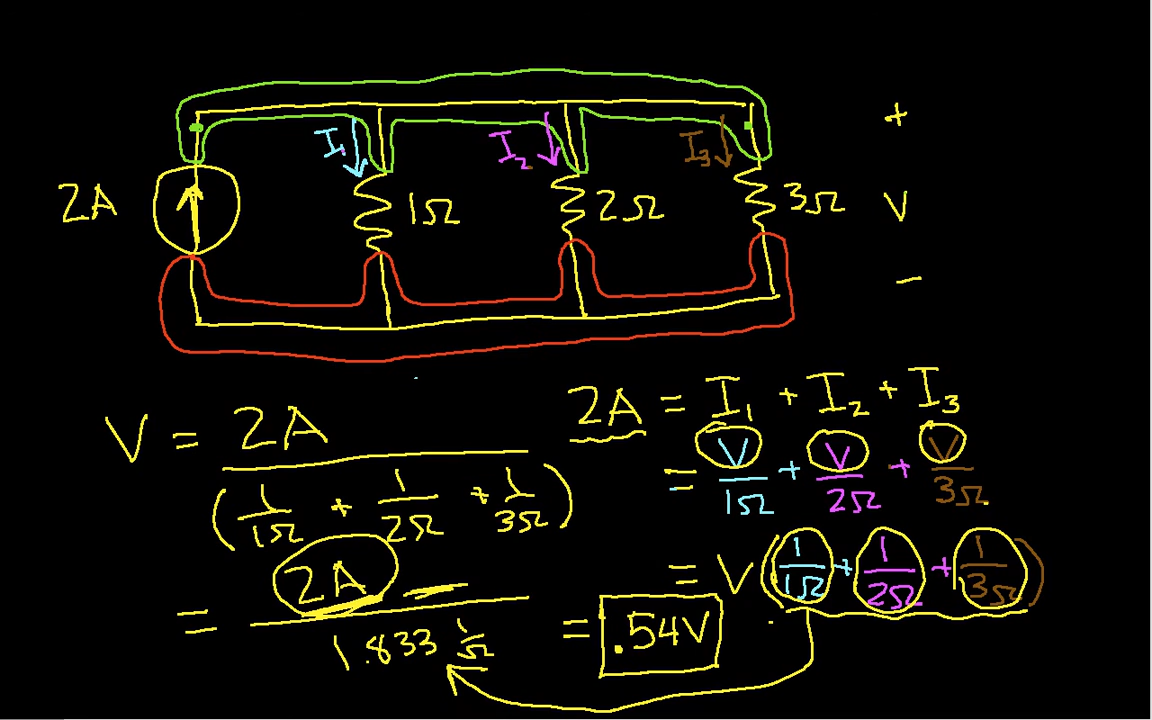 +
I₁ I₂ I₃
2A 1Ω 2Ω 3Ω V
−
2A = I₁ + I₂ + I₃
V = 2A / (1/1Ω + 1/2Ω + 1/3Ω)
= V/1Ω + V/2Ω + V/3Ω
= V (1/1Ω + 1/2Ω + 1/3Ω)
= 2A / 1.833 1/Ω = .54V